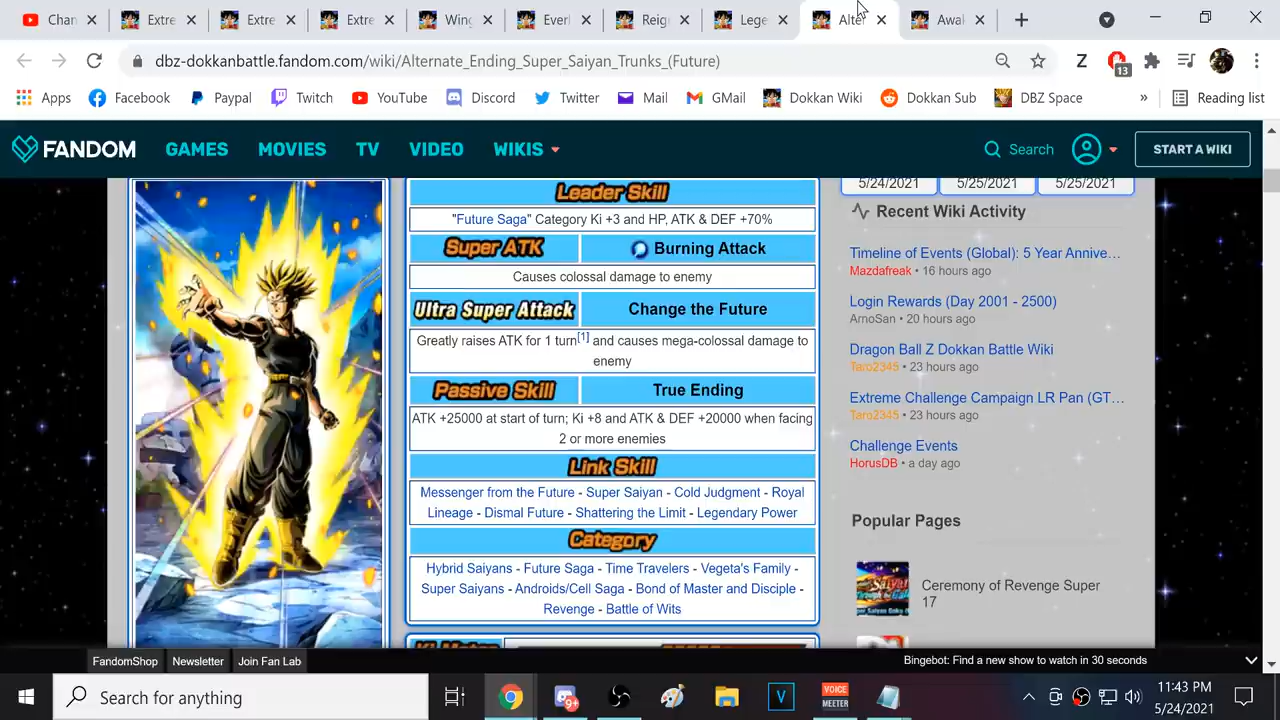 Chan
Extre
Extre
Extre
Wing
Everl
Reig
Lege
Alte
Awal
dbz-dokkanbattle.fandom.com/wiki/Alternate_Ending_Super_Saiyan_Trunks_(Future)
Z
13
Apps
Facebook
Paypal
Twitch
YouTube
Discord
Twitter
Mail
GMail
Dokkan Wiki
Dokkan Sub
DBZ Space
»
Reading list
FANDOM
GAMES
MOVIES
TV
VIDEO
WIKIS
Search
START A WIKI
Leader Skill
"Future Saga" Category Ki +3 and HP, ATK & DEF +70%
Super ATK
Burning Attack
Causes colossal damage to enemy
Ultra Super Attack
Change the Future
Greatly raises ATK for 1 turn[1] and causes mega-colossal damage to
enemy
Passive Skill
True Ending
ATK +25000 at start of turn; Ki +8 and ATK & DEF +20000 when facing
2 or more enemies
Link Skill
Messenger from the Future - Super Saiyan - Cold Judgment - Royal
Lineage - Dismal Future - Shattering the Limit - Legendary Power
Category
Hybrid Saiyans - Future Saga - Time Travelers - Vegeta's Family -
Super Saiyans - Androids/Cell Saga - Bond of Master and Disciple -
Revenge - Battle of Wits
Ki Meter
5/24/2021
5/25/2021
5/25/2021
Recent Wiki Activity
Timeline of Events (Global): 5 Year Annive…
Mazdafreak • 16 hours ago
Login Rewards (Day 2001 - 2500)
ArnoSan • 20 hours ago
Dragon Ball Z Dokkan Battle Wiki
Taro2345 • 23 hours ago
Extreme Challenge Campaign LR Pan (GT…
Taro2345 • 23 hours ago
Challenge Events
HorusDB • a day ago
Popular Pages
Ceremony of Revenge Super
17
FandomShop
Newsletter
Join Fan Lab
Bingebot: Find a new show to watch in 30 seconds
Search for anything
9+
V
VOICE
MEETER
11:43 PM
5/24/2021